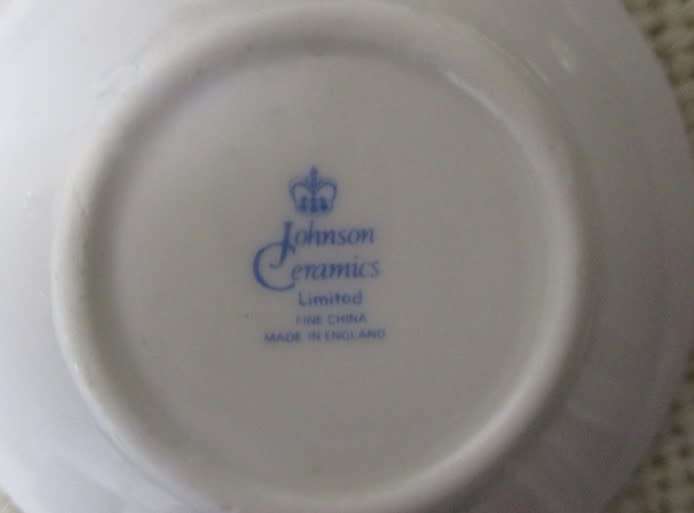 Johnson
Ceramics
Limited
FINE CHINA
MADE IN ENGLAND